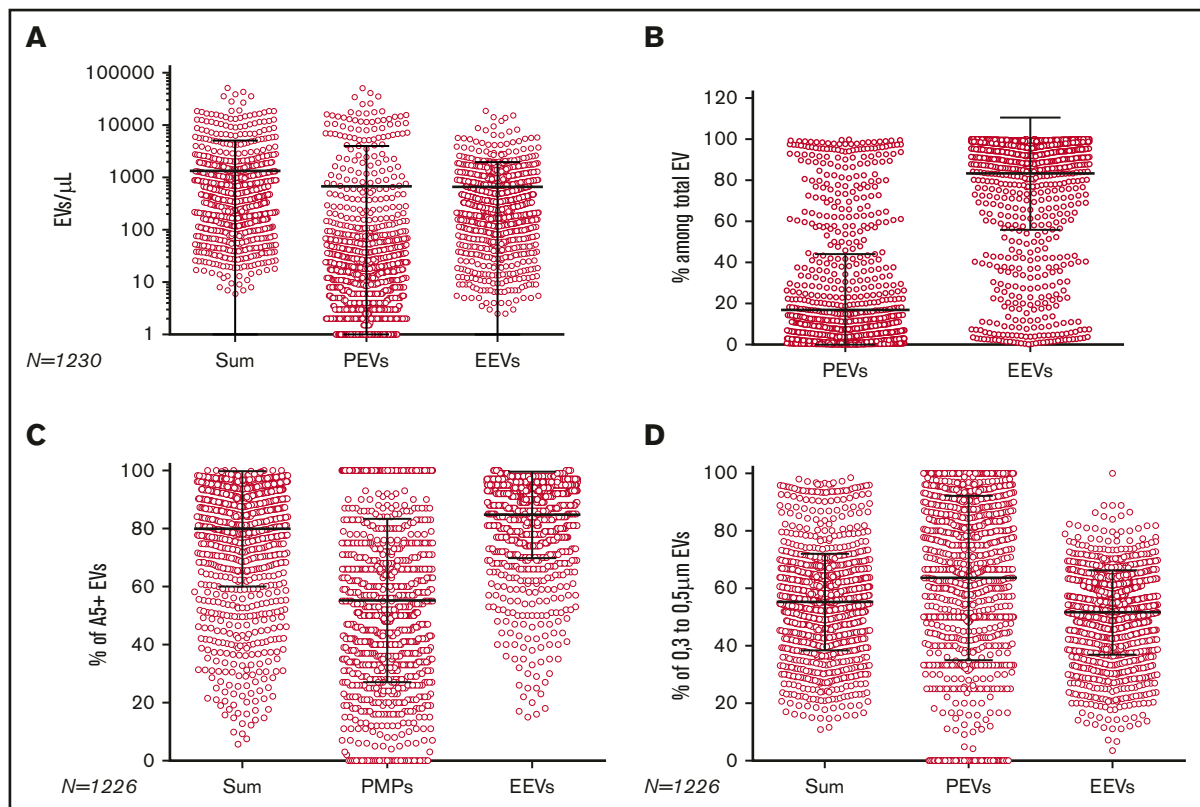 A
EVs/μL
100000
10000
1000
100
10
1
N=1230
Sum
PEVs
EEVs
B
% among total EV
120
100
80
60
40
20
0
PEVs
EEVs
C
% of A5+ EVs
100
80
60
40
20
0
N=1226
Sum
PMPs
EEVs
D
% of 0,3 to 0,5μm EVs
100
80
60
40
20
0
N=1226
Sum
PEVs
EEVs